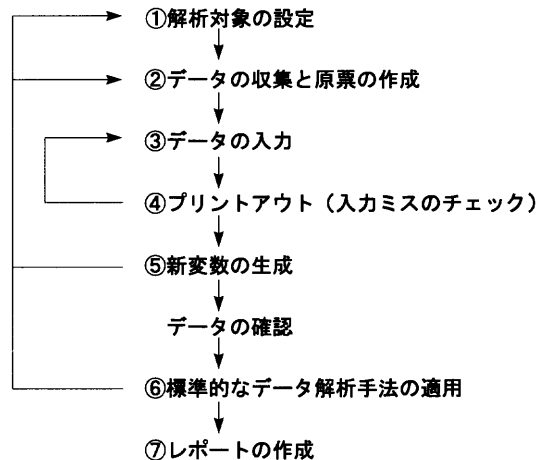 ①解析対象の設定
②データの収集と原票の作成
③データの入力
④プリントアウト（入力ミスのチェック）
⑤新変数の生成
データの確認
⑥標準的なデータ解析手法の適用
⑦レポートの作成